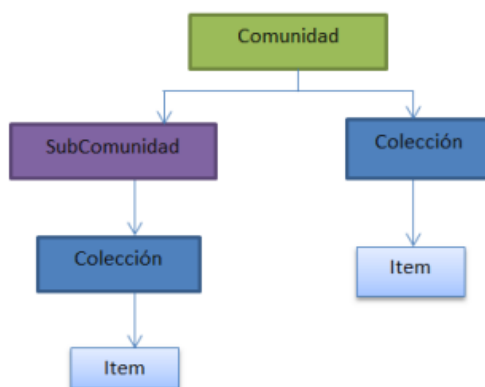 Comunidad
SubComunidad
Colección
Colección
Item
Item